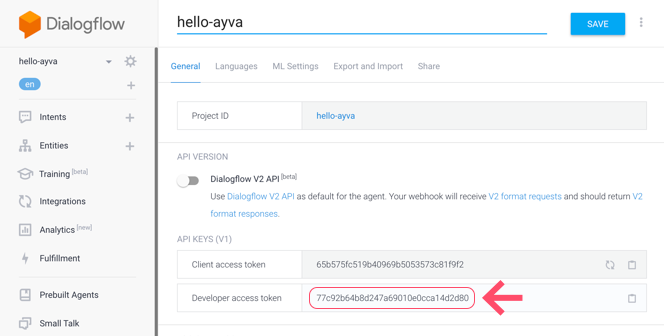 Dialogflow
hello-ayva
en
Intents
Entities
Training [beta]
Integrations
Analytics [new]
Fulfillment
Prebuilt Agents
Small Talk
hello-ayva
SAVE
General Languages ML Settings Export and Import Share
Project ID hello-ayva
API VERSION
Dialogflow V2 API [beta]
Use Dialogflow V2 API as default for the agent. Your webhook will receive V2 format requests and should return V2
format responses.
API KEYS (V1)
Client access token 65b575fc519b40969b5053573c81f9f2
Developer access token 77c92b64b8d247a69010e0cca14d2d80